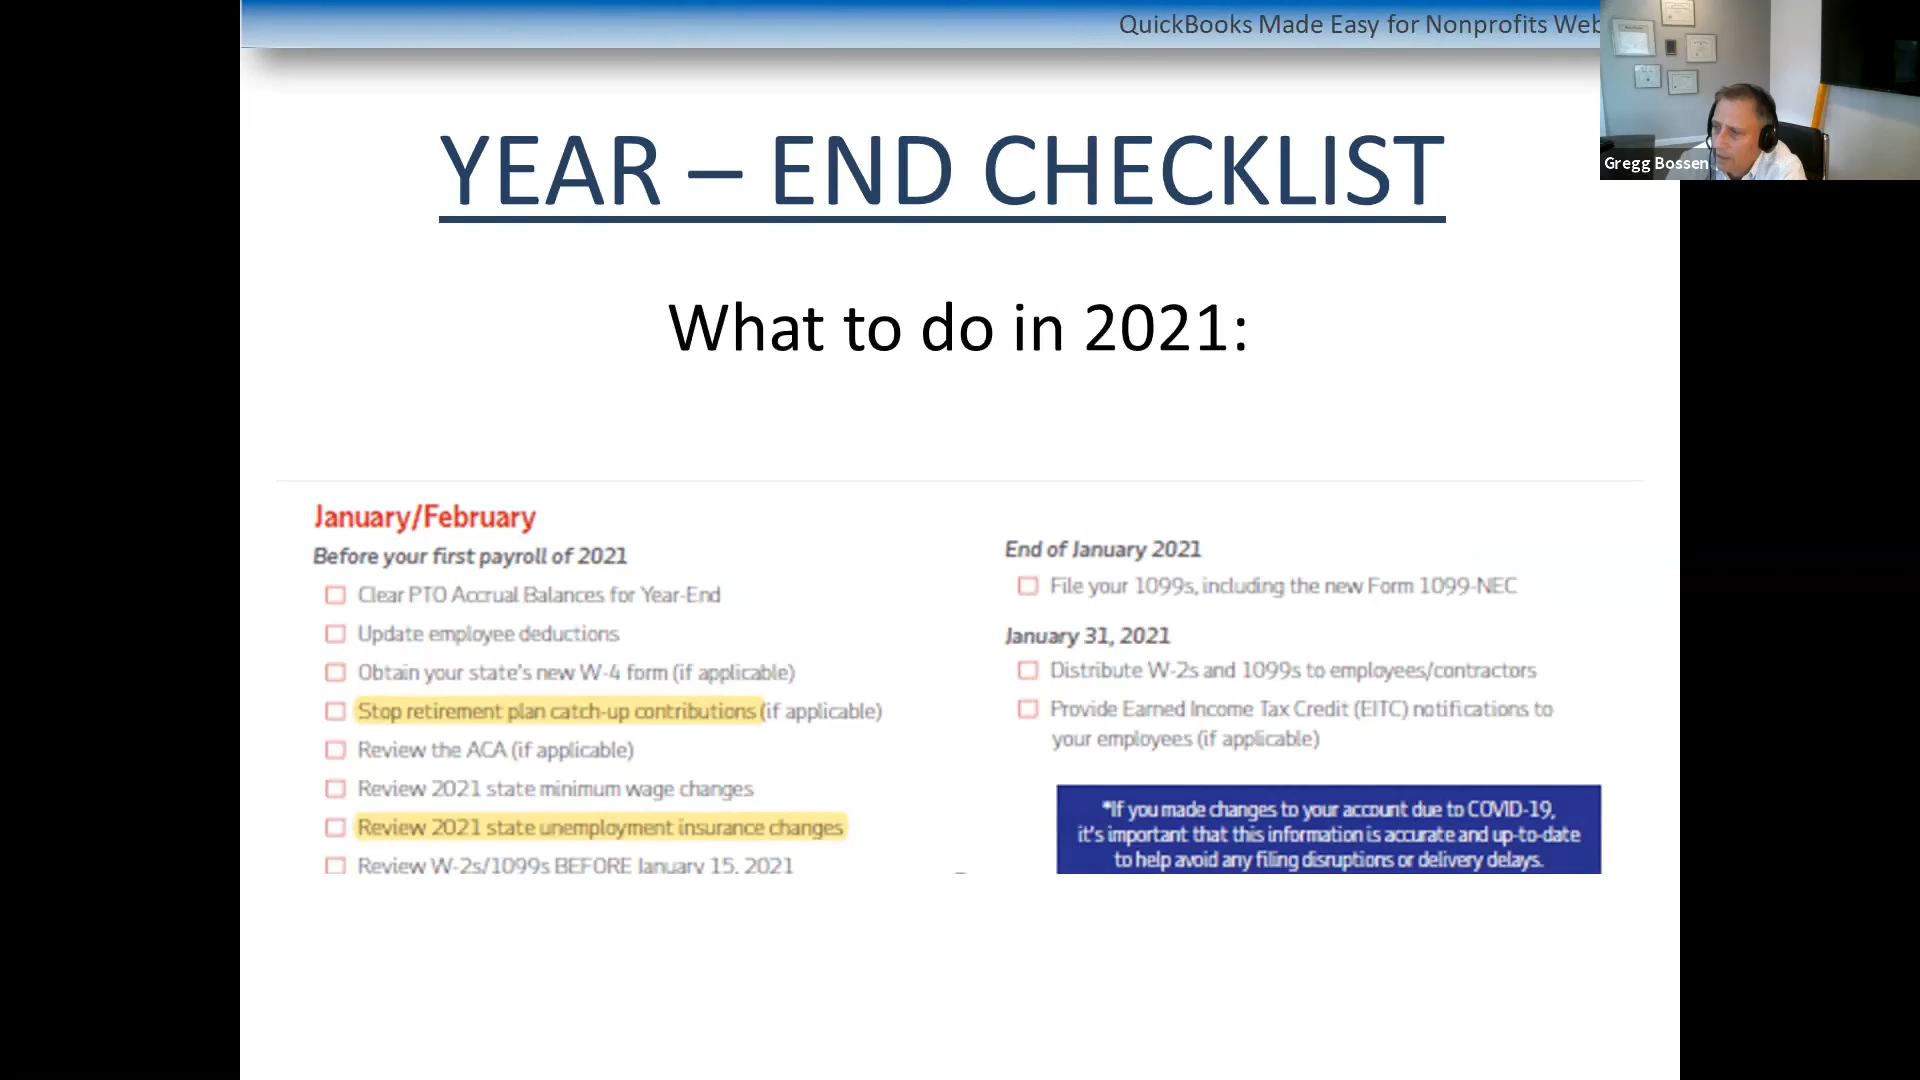 QuickBooks Made Easy for Nonprofits Web
Gregg Bossen
YEAR – END CHECKLIST
What to do in 2021:
January/February
Before your first payroll of 2021
Clear PTO Accrual Balances for Year-End
Update employee deductions
Obtain your state's new W-4 form (if applicable)
Stop retirement plan catch-up contributions (if applicable)
Review the ACA (if applicable)
Review 2021 state minimum wage changes
Review 2021 state unemployment insurance changes
Review W-2s/1099s BEFORE January 15, 2021
End of January 2021
File your 1099s, including the new Form 1099-NEC
January 31, 2021
Distribute W-2s and 1099s to employees/contractors
Provide Earned Income Tax Credit (EITC) notifications to
your employees (if applicable)
*If you made changes to your account due to COVID-19,
it's important that this information is accurate and up-to-date
to help avoid any filing disruptions or delivery delays.